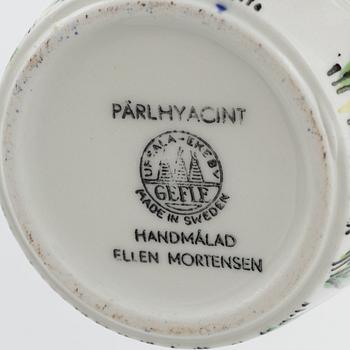 PÄRLHYACINT
UPSALA-EKEBY
GEFLE
MADE IN SWEDEN
HANDMÅLAD
ELLEN MORTENSEN